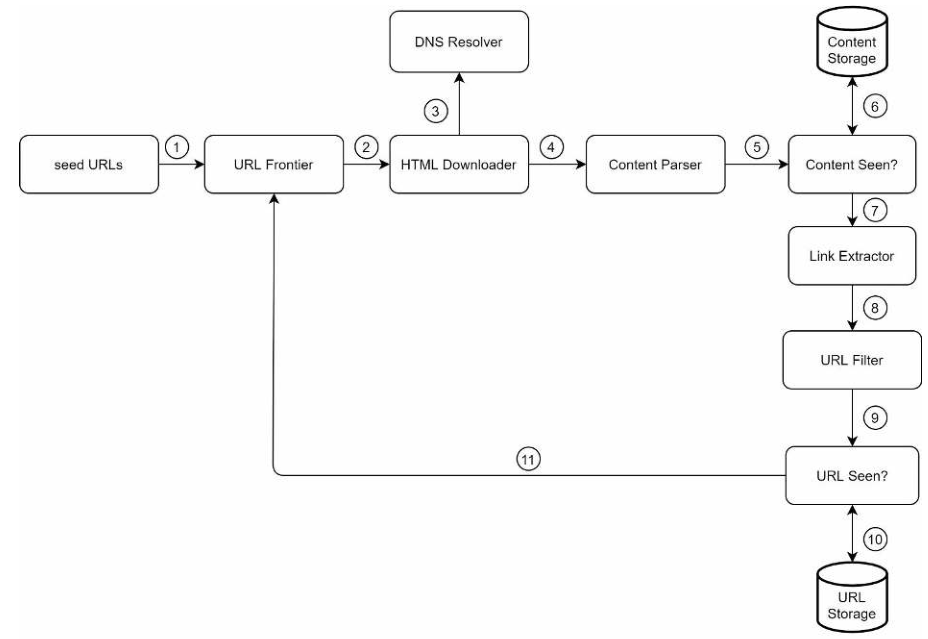 DNS Resolver
Content
Storage
3
6
seed URLs
1
URL Frontier
2
HTML Downloader
4
Content Parser
5
Content Seen?
7
Link Extractor
8
URL Filter
9
11
URL Seen?
10
URL
Storage